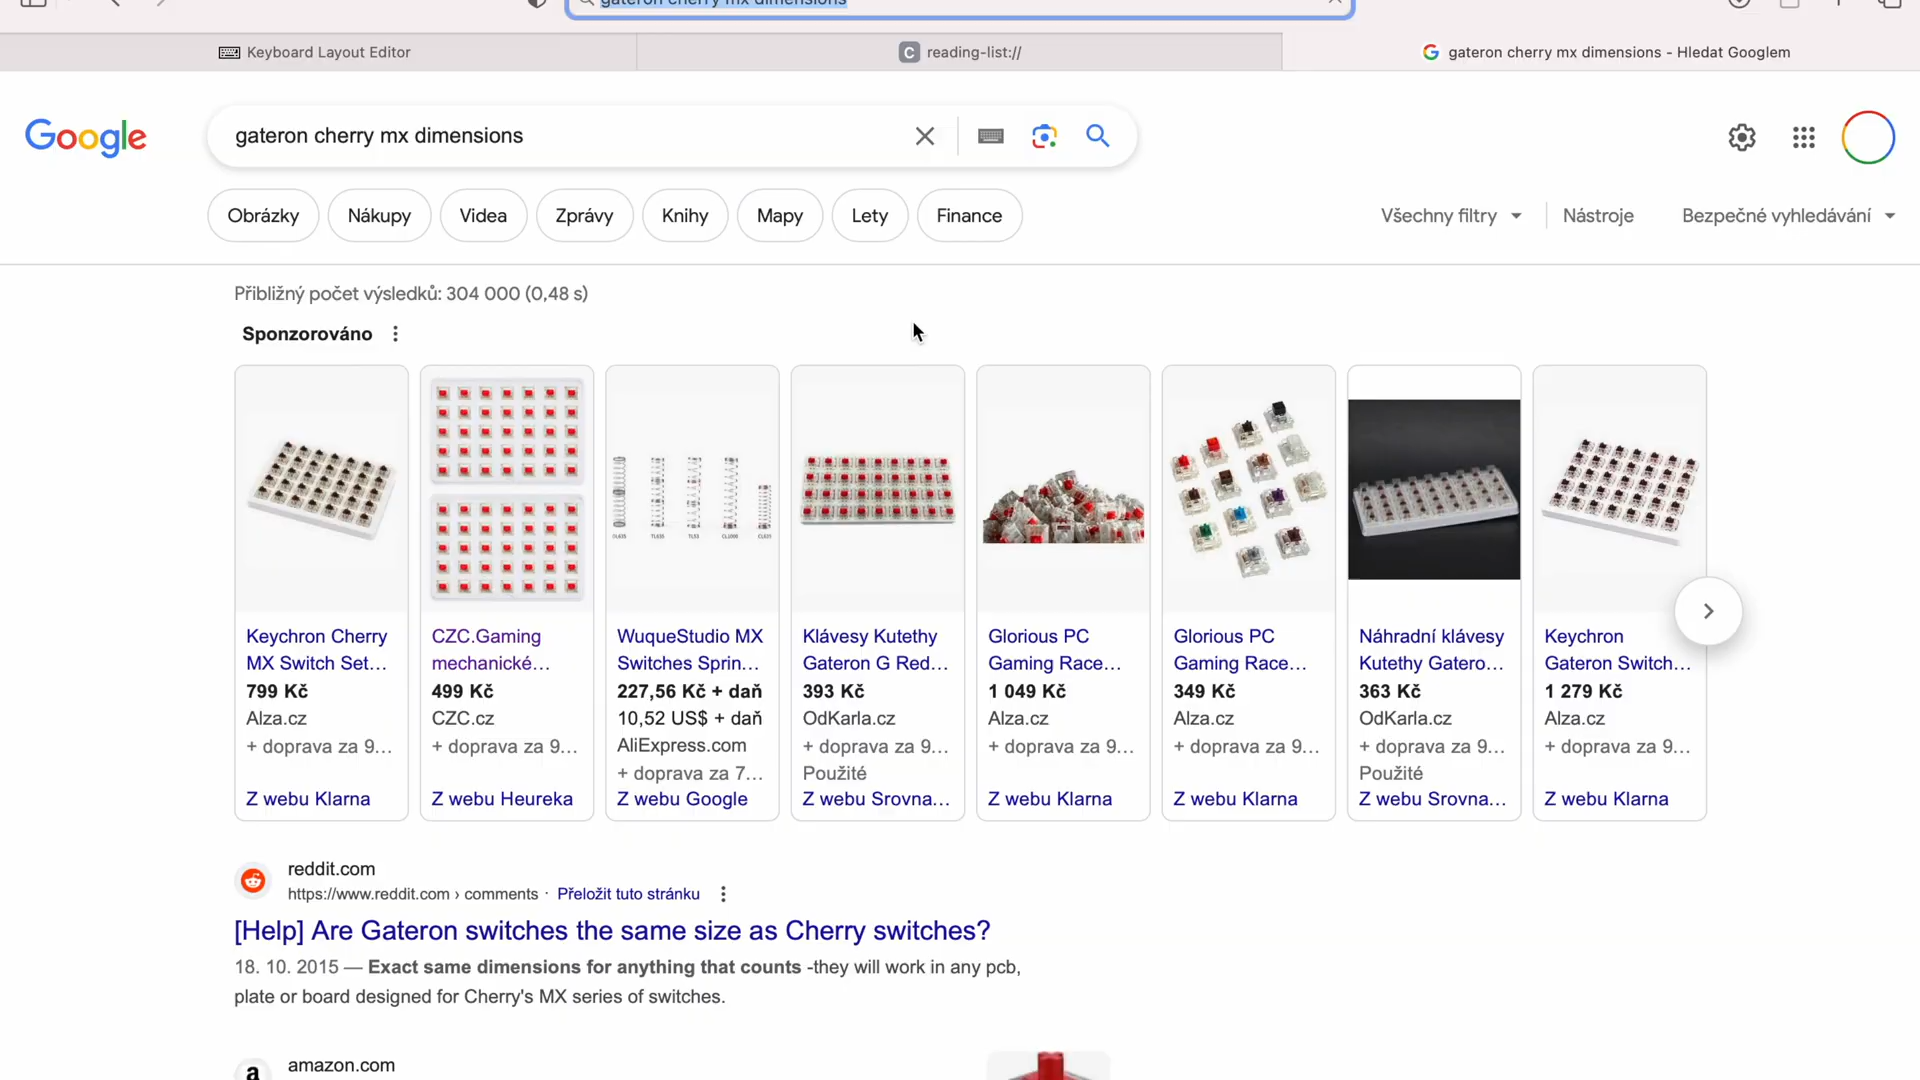 gateron cherry mx dimensions
Keyboard Layout Editor
C reading-list://
gateron cherry mx dimensions - Hledat Googlem
Google
gateron cherry mx dimensions
Obrázky
Nákupy
Videa
Zprávy
Knihy
Mapy
Lety
Finance
Všechny filtry
Nástroje
Bezpečné vyhledávání
Přibližný počet výsledků: 304 000 (0,48 s)
Sponzorováno
Keychron Cherry
MX Switch Set...
799 Kč
Alza.cz
+ doprava za 9...
Z webu Klarna
CZC.Gaming
mechanické...
499 Kč
CZC.cz
+ doprava za 9...
Z webu Heureka
WuqueStudio MX
Switches Sprin...
227,56 Kč + daň
10,52 US$ + daň
AliExpress.com
+ doprava za 7...
Z webu Google
Klávesy Kutethy
Gateron G Red...
393 Kč
OdKarla.cz
+ doprava za 9...
Použité
Z webu Srovna...
Glorious PC
Gaming Race...
1 049 Kč
Alza.cz
+ doprava za 9...
Z webu Klarna
Glorious PC
Gaming Race...
349 Kč
Alza.cz
+ doprava za 9...
Z webu Klarna
Náhradní klávesy
Kutethy Gatero...
363 Kč
OdKarla.cz
+ doprava za 9...
Použité
Z webu Srovna...
Keychron
Gateron Switch...
1 279 Kč
Alza.cz
+ doprava za 9...
Z webu Klarna
reddit.com
https://www.reddit.com › comments · Přeložit tuto stránku
[Help] Are Gateron switches the same size as Cherry switches?
18. 10. 2015 — Exact same dimensions for anything that counts -they will work in any pcb,
plate or board designed for Cherry's MX series of switches.
a amazon.com